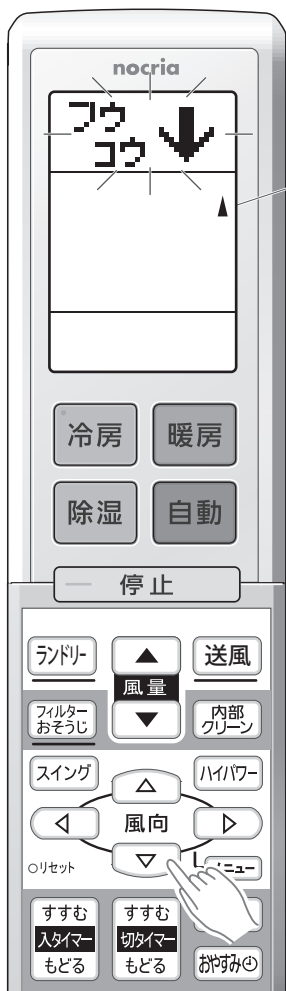 nocria
フウ
コウ
冷房
暖房
除湿
自動
停止
ランドリー
風量
送風
フィルター
おそうじ
内部
クリーン
スイング
ハイパワー
風向
リセット
メニュー
すすむ
入タイマー
もどる
すすむ
切タイマー
もどる
おやすみ